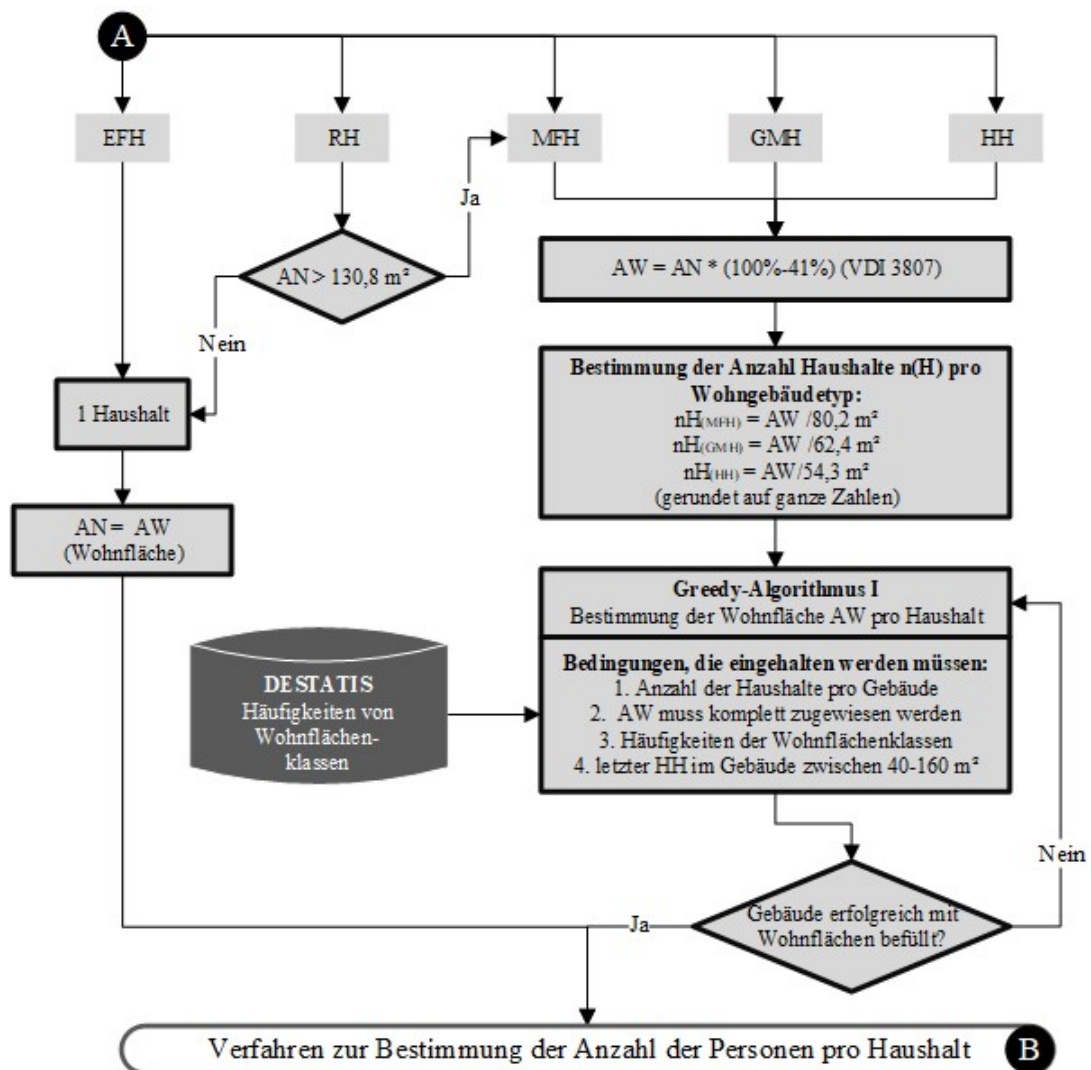 A
EFH
RH
MFH
GMH
HH
Ja
AN > 130,8 m²
Nein
AW = AN * (100%-41%) (VDI 3807)
1 Haushalt
Bestimmung der Anzahl Haushalte n(H) pro
Wohngebäudetyp:
nH(MFH) = AW /80,2 m²
nH(GMH) = AW /62,4 m²
nH(HH) = AW/54,3 m²
(gerundet auf ganze Zahlen)
AN = AW
(Wohnfläche)
Greedy-Algorithmus I
Bestimmung der Wohnfläche AW pro Haushalt
DESTATIS
Häufigkeiten von
Wohnflächen-
klassen
Bedingungen, die eingehalten werden müssen:
1. Anzahl der Haushalte pro Gebäude
2. AW muss komplett zugewiesen werden
3. Häufigkeiten der Wohnflächenklassen
4. letzter HH im Gebäude zwischen 40-160 m²
Nein
Gebäude erfolgreich mit
Wohnflächen befüllt?
Ja
Verfahren zur Bestimmung der Anzahl der Personen pro Haushalt B